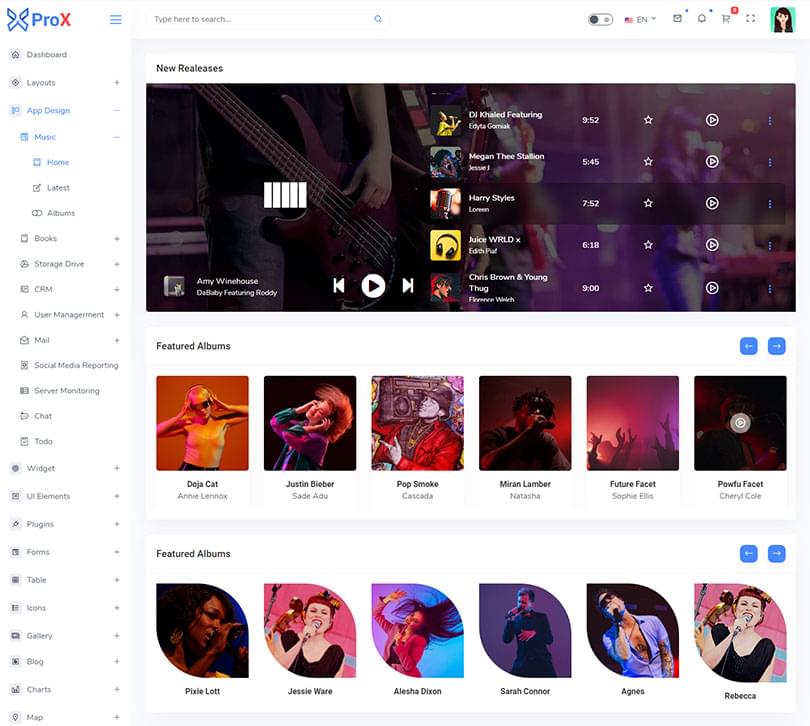 ProX
Type here to search...
EN
3
Dashboard
Layouts
App Design
Music
Home
Latest
Albums
Books
Storage Drive
CRM
User Managerment
Mail
Social Media Reporting
Server Monitoring
Chat
Todo
Widget
UI Elements
Plugins
Forms
Table
Icons
Gallery
Blog
Charts
Map
New Realeases
Amy Winehouse
DaBaby Featuring Roddy
DJ Khaled Featuring
Edyta Gorniak
9:52
Megan Thee Stallion
Jessie J
5:45
Harry Styles
Loreen
7:52
Juice WRLD x
Edith Piaf
6:18
Chris Brown & Young
Thug
Florence Welch
9:00
Featured Albums
Doja Cat
Annie Lennox
Justin Bieber
Sade Adu
Pop Smoke
Cascada
Miran Lamber
Natasha
Future Facet
Sophie Ellis
Powfu Facet
Cheryl Cole
Featured Albums
Pixie Lott
Jessie Ware
Alesha Dixon
Sarah Connor
Agnes
Rebecca